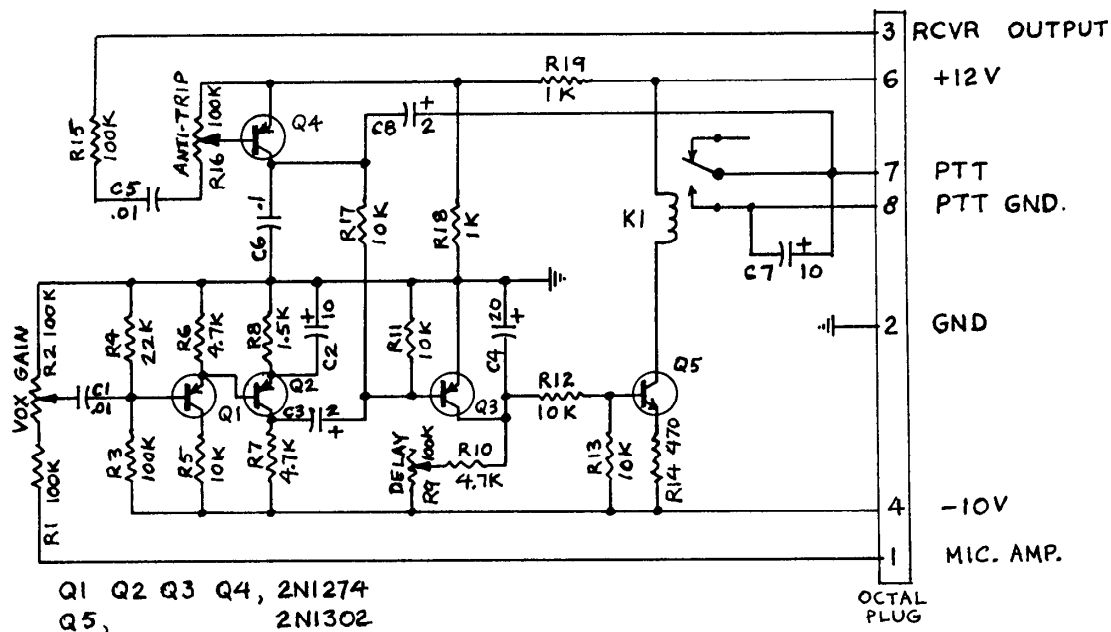 3 RCVR OUTPUT
R19
1K
6 +12V
R15
100K
ANTI-TRIP
100K
R16
Q4
C8
+
2
C5
.01
7 PTT
8 PTT GND.
.1
C6
R17
10K
R18
1K
K1
C7
+
10
R2 100K
VOX GAIN
R4
22K
R6
4.7K
R8
1.5K
+
10
C2
R11
10K
20
+
C4
2 GND
C1
.01
Q1
Q2
C3
2
+
Q3
R12
10K
Q5
R1 100K
R3
100K
R5
10K
R7
4.7K
DELAY
R9
100K
R10
4.7K
R13
10K
R14 470
4 -10V
1 MIC. AMP.
Q1 Q2 Q3 Q4, 2N1274
Q5, 2N1302
OCTAL
PLUG